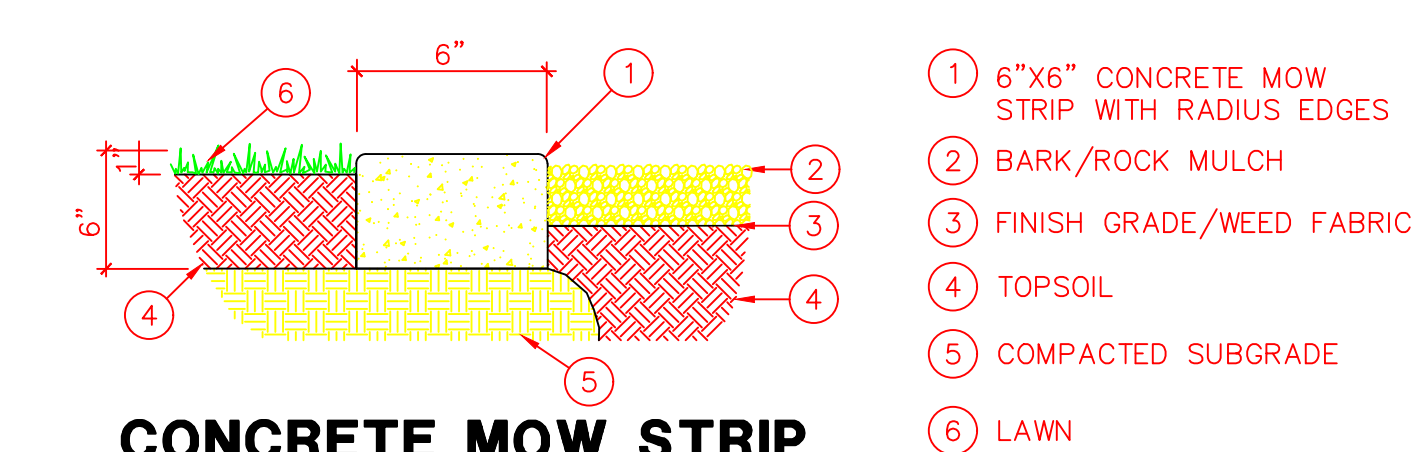 6”
1
6
1”
2
6”
3
4
4
5
CONCRETE MOW STRIP
1 6”X6” CONCRETE MOW
STRIP WITH RADIUS EDGES
2 BARK/ROCK MULCH
3 FINISH GRADE/WEED FABRIC
4 TOPSOIL
5 COMPACTED SUBGRADE
6 LAWN